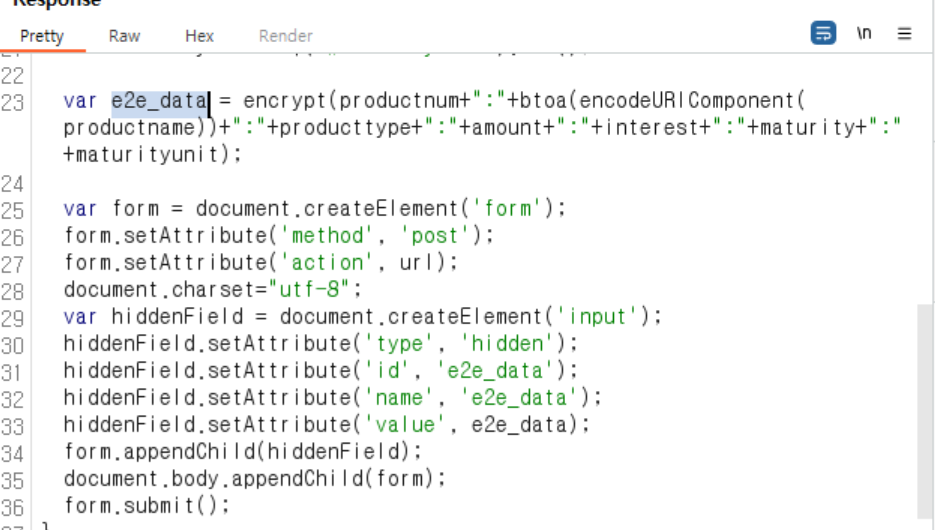 Response
Pretty Raw Hex Render \n
22
23 var e2e_data = encrypt(productnum+":"+btoa(encodeURIComponent(
productname))+":"+producttype+":"+amount+":"+interest+":"+maturity+":"
+maturityunit);
24
25 var form = document.createElement('form');
26 form.setAttribute('method', 'post');
27 form.setAttribute('action', url);
28 document.charset="utf-8";
29 var hiddenField = document.createElement('input');
30 hiddenField.setAttribute('type', 'hidden');
31 hiddenField.setAttribute('id', 'e2e_data');
32 hiddenField.setAttribute('name', 'e2e_data');
33 hiddenField.setAttribute('value', e2e_data);
34 form.appendChild(hiddenField);
35 document.body.appendChild(form);
36 form.submit();